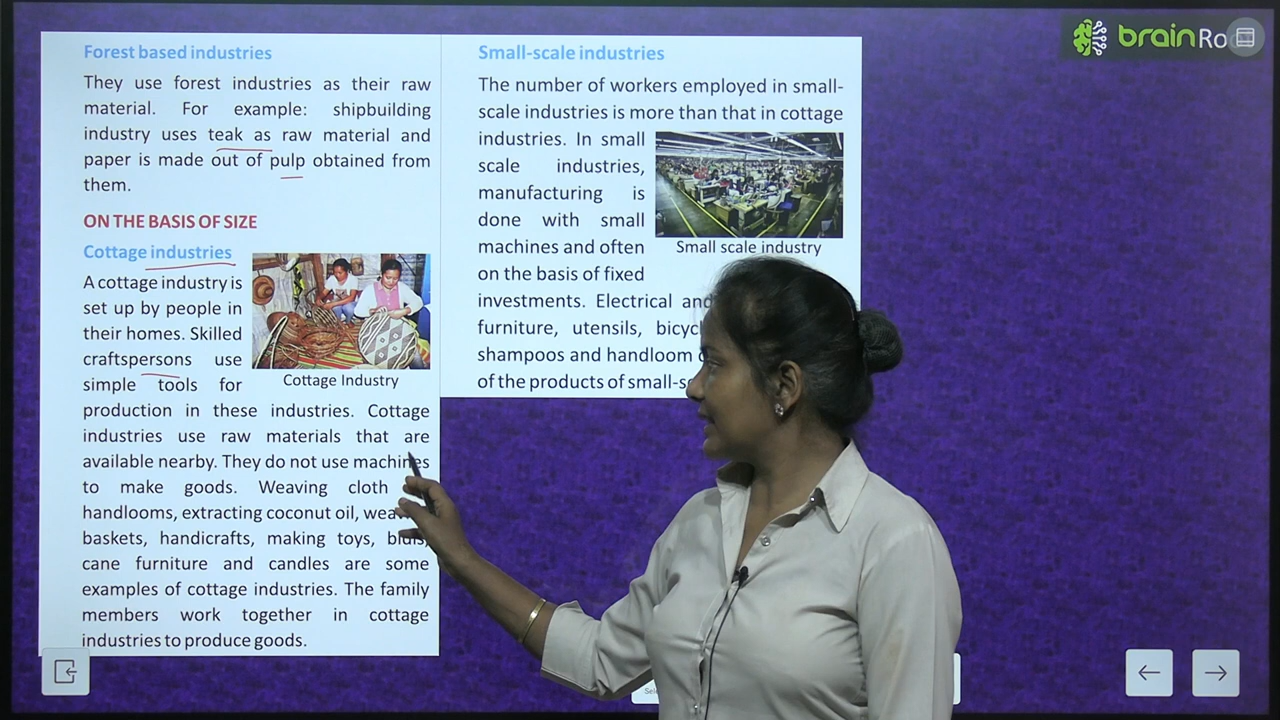 Forest based industries
They use forest industries as their raw
material. For example: shipbuilding
industry uses teak as raw material and
paper is made out of pulp obtained from
them.
ON THE BASIS OF SIZE
Cottage industries
A cottage industry is
set up by people in
their homes. Skilled
craftspersons use
simple tools for
Cottage Industry
production in these industries. Cottage
industries use raw materials that are
available nearby. They do not use machines
to make goods. Weaving cloth
handlooms, extracting coconut oil,
baskets, handicrafts, making toys,
cane furniture and candles are some
examples of cottage industries. The family
members work together in cottage
industries to produce goods.
Small-scale industries
The number of workers employed in small-
scale industries is more than that in cottage
industries. In small
scale industries,
manufacturing is
done with small
machines and often
on the basis of fixed
Small scale industry
investments. Electrical and
furniture, utensils,
shampoos and handloom
of the products of
brain